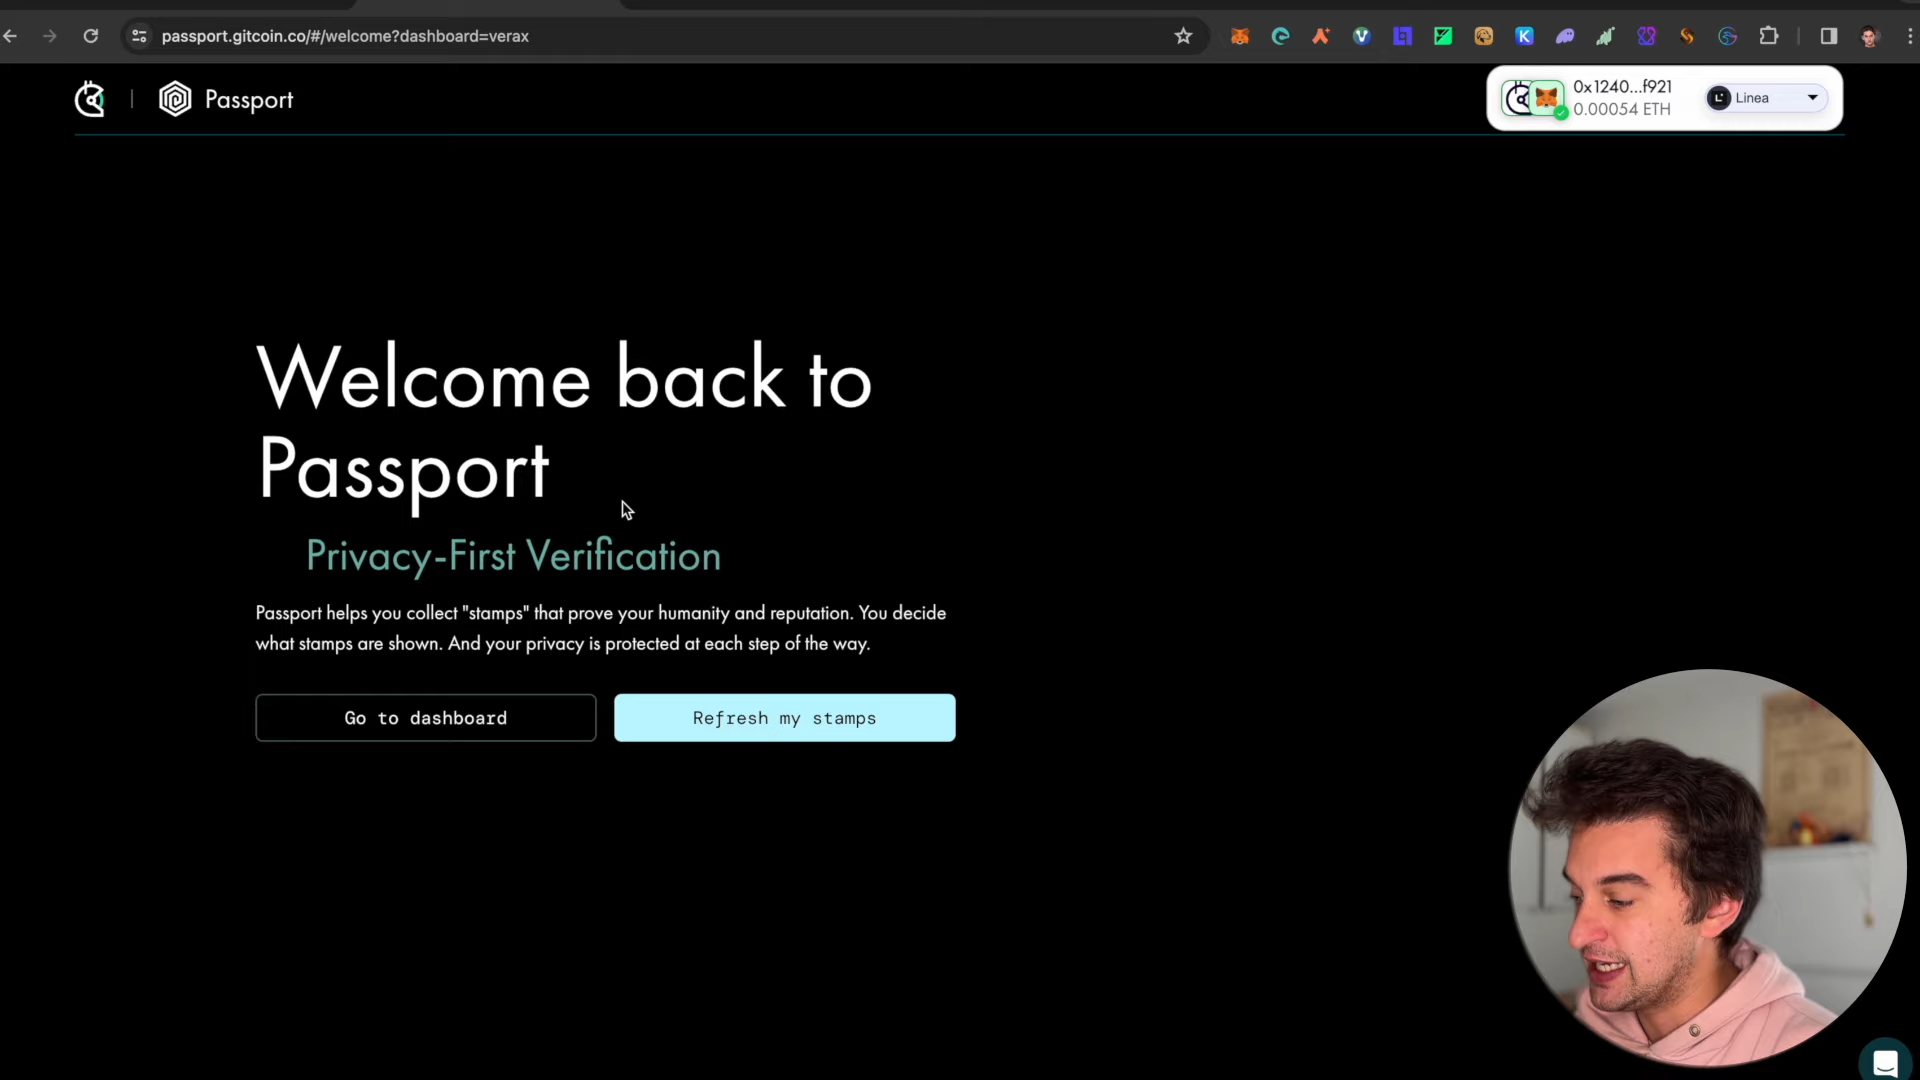 passport.gitcoin.co/#/welcome?dashboard=verax
Passport
0x1240...f921
0.00054 ETH
Linea
Welcome back to
Passport
Privacy-First Verification
Passport helps you collect "stamps" that prove your humanity and reputation. You decide
what stamps are shown. And your privacy is protected at each step of the way.
Go to dashboard
Refresh my stamps